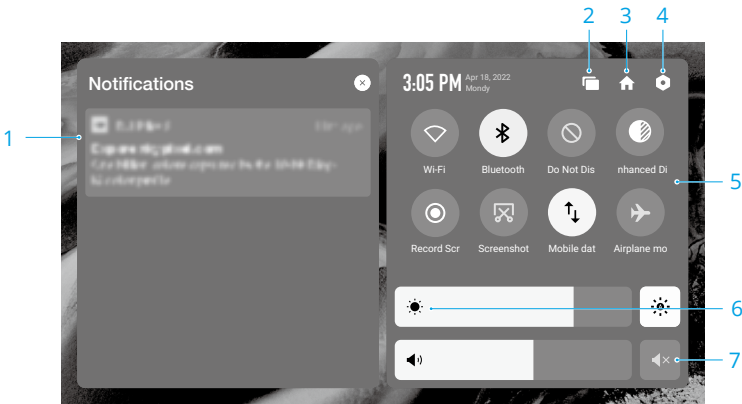 2 3 4
Notifications
3:05 PM Apr 18, 2022
Mondy
1
Wi-Fi Bluetooth Do Not Dis nhanced Di
5
Record Scr Screenshot Mobile dat Airplane mo
6
7